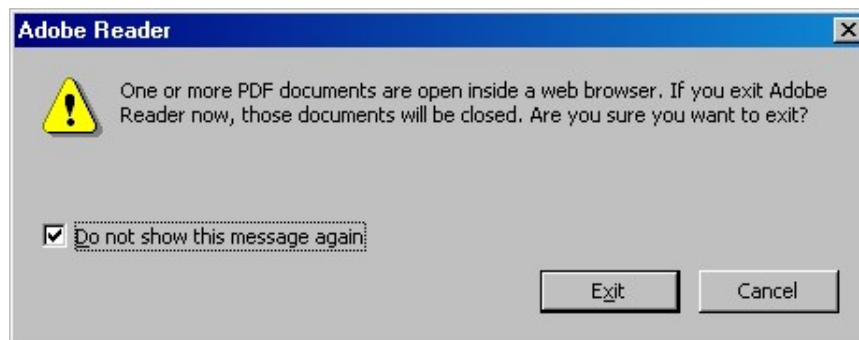 Adobe Reader
One or more PDF documents are open inside a web browser. If you exit Adobe
Reader now, those documents will be closed. Are you sure you want to exit?
Do not show this message again
Exit Cancel